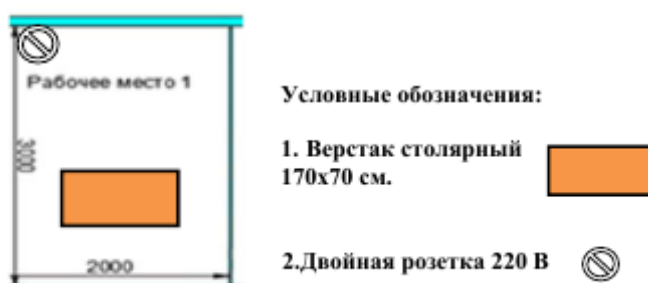 Рабочее место 1
3000
2000
Условные обозначения:
1. Верстак столярный
170х70 см.
2.Двойная розетка 220 В